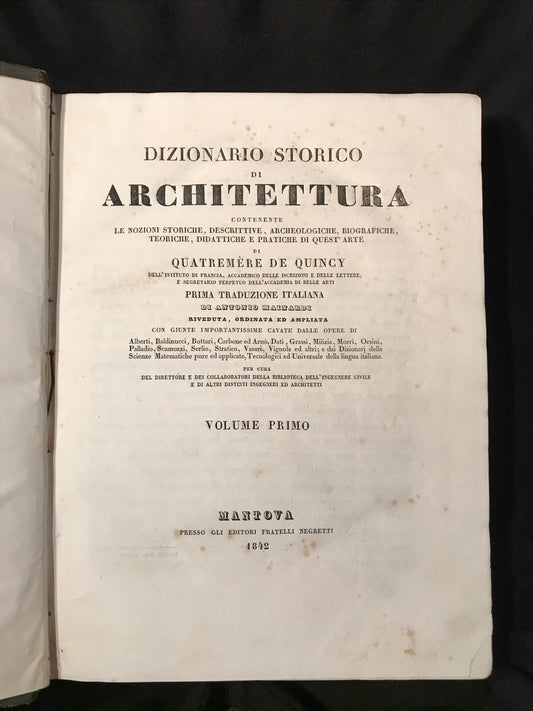 DIZIONARIO STORICO
DI
ARCHITETTURA
CONTENENTE
LE NOZIONI STORICHE, DESCRITTIVE, ARCHEOLOGICHE, BIOGRAFICHE,
TEORICHE, DIDATTICHE E PRATICHE DI QUEST'ARTE
DI
QUATREMÈRE DE QUINCY
DELL'ISTITUTO DI FRANCIA, ACCADEMICO DELLE ISCRIZIONI E DELLE LETTERE,
E SEGRETARIO PERPETUO DELL'ACCADEMIA DI BELLE ARTI
PRIMA TRADUZIONE ITALIANA
DI ANTONIO MAINARDI
RIVEDUTA, ORDINATA ED AMPLIATA
CON GIUNTE IMPORTANTISSIME CAVATE DALLE OPERE DI
Alberti, Baldinucci, Bottari, Carbone ed Arnò, Dati, Grassi, Milizia, Morri, Orsini,
Palladio, Scamozzi, Serlio, Stratico, Vasari, Vignola ed altri; e dai Dizionarj delle
Scienze Matematiche pure ed applicate, Tecnologici ed Universale della lingua italiana.
PER CURA
DEL DIRETTORE E DEI COLLABORATORI DELLA BIBLIOTECA DELL'INGEGNERE CIVILE
E DI ALTRI DISTINTI INGEGNERI ED ARCHITETTI
VOLUME PRIMO
MANTOVA
PRESSO GLI EDITORI FRATELLI NEGRETTI
1842